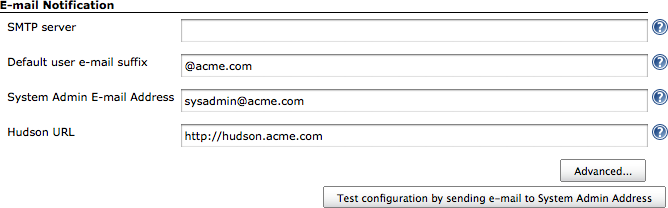 E-mail Notification
SMTP server
Default user e-mail suffix @acme.com
System Admin E-mail Address sysadmin@acme.com
Hudson URL http://hudson.acme.com
Advanced...
Test configuration by sending e-mail to System Admin Address